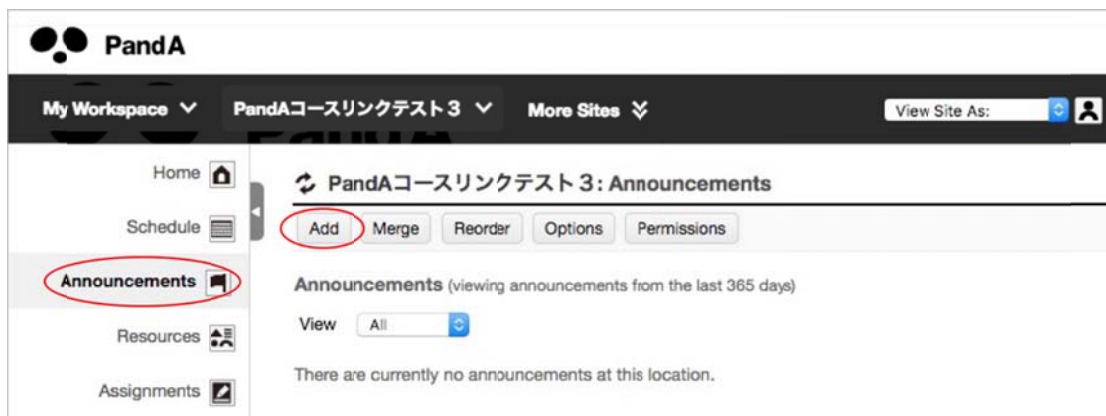 PandA
My Workspace PandAコースリンクテスト3 More Sites View Site As:
PandA
Home
Schedule
Announcements
Resources
Assignments
PandAコースリンクテスト3: Announcements
Add Merge Reorder Options Permissions
Announcements (viewing announcements from the last 365 days)
View All
There are currently no announcements at this location.